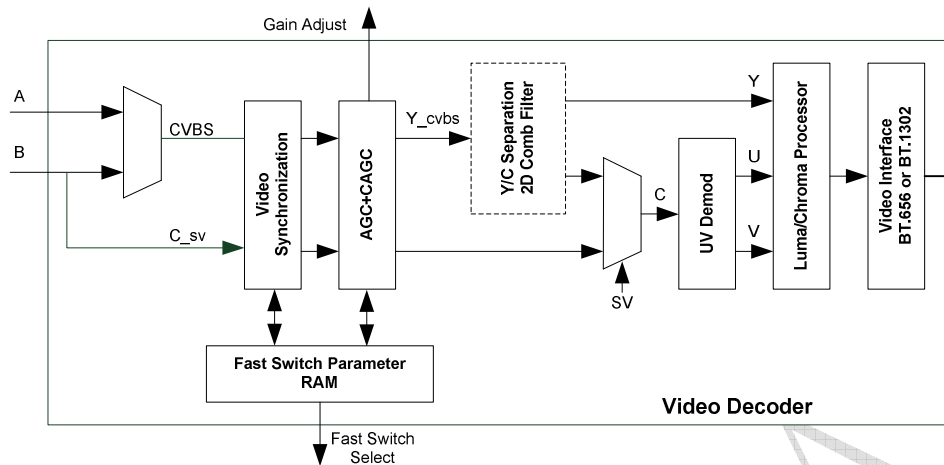 Gain Adjust
A
B
CVBS
C_sv
Video
Synchronization
AGC+CAGC
Y_cvbs
Y/C Separation
2D Comb Filter
SV
C
UV Demod
Y
U
V
Luma/Chroma Processor
Video Interface
BT.656 or BT.1302
Fast Switch Parameter
RAM
Fast Switch
Select
Video Decoder